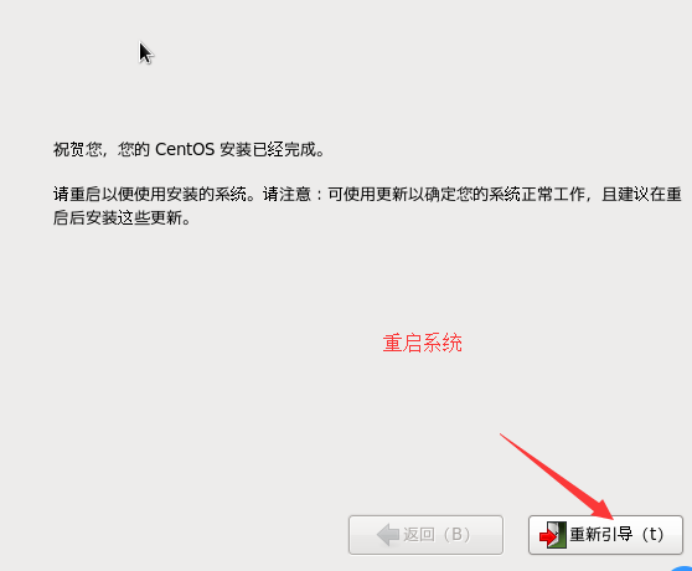 祝贺您，您的 CentOS 安装已经完成。
请重启以便使用安装的系统。请注意：可使用更新以确定您的系统正常工作，且建议在重
启后安装这些更新。
重启系统
返回（B）
重新引导（t）